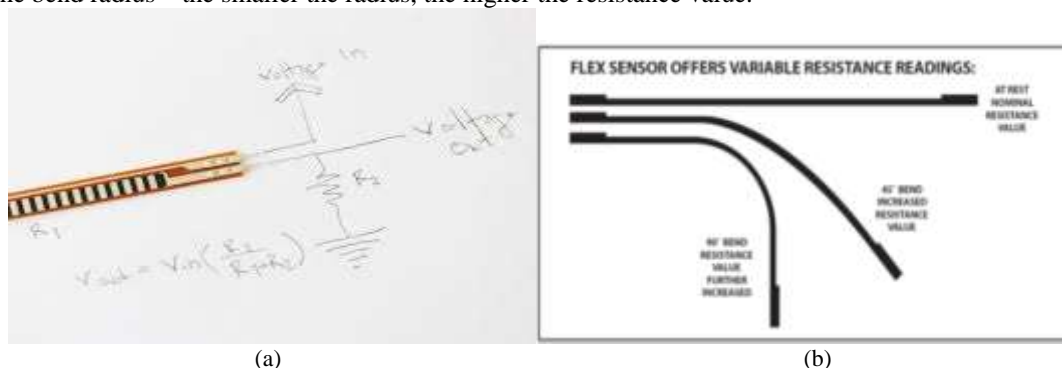 the bend radius – the smaller the radius, the higher the resistance value.
Voltage in
Voltage
out
R2
R1
Vout = Vin(R2/R1+R2)
FLEX SENSOR OFFERS VARIABLE RESISTANCE READINGS:
AT REST
NOMINAL
RESISTANCE
VALUE
45° BEND
INCREASED
RESISTANCE
VALUE
90° BEND
RESISTANCE
VALUE
FURTHER
INCREASED
(a)
(b)